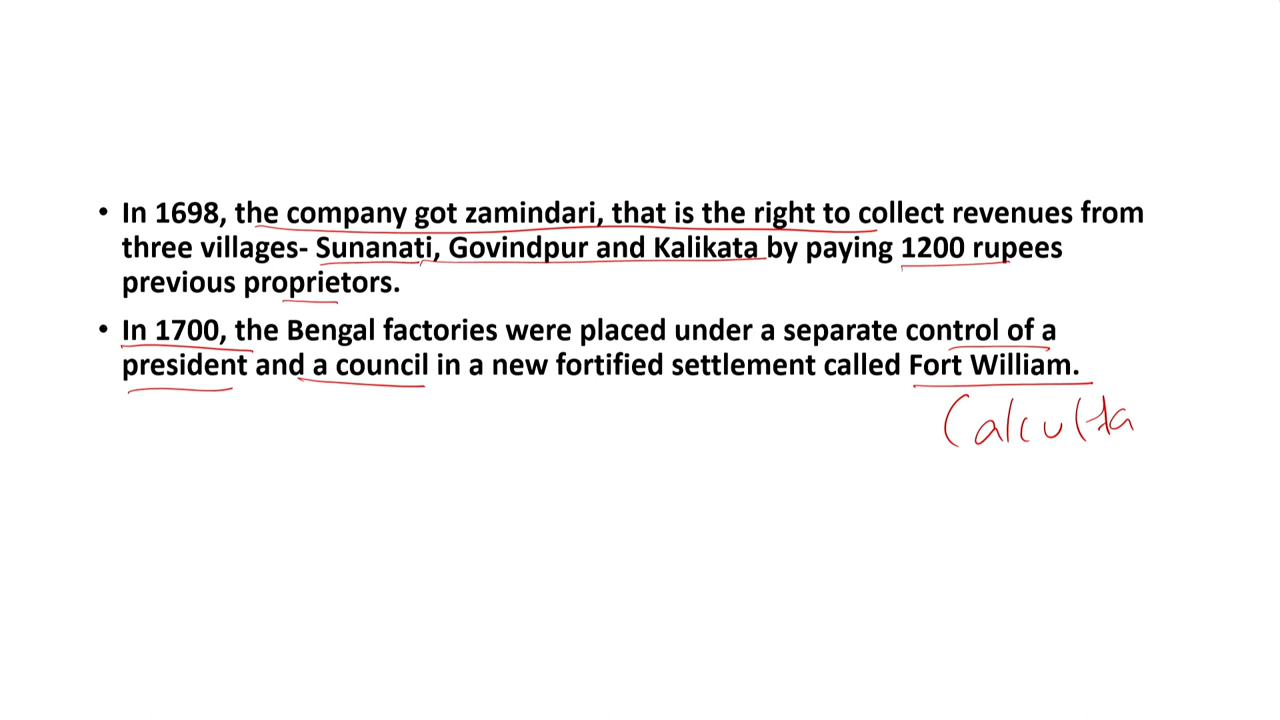 • In 1698, the company got zamindari, that is the right to collect revenues from
three villages- Sunanati, Govindpur and Kalikata by paying 1200 rupees
previous proprietors.
• In 1700, the Bengal factories were placed under a separate control of a
president and a council in a new fortified settlement called Fort William.
Calcutta